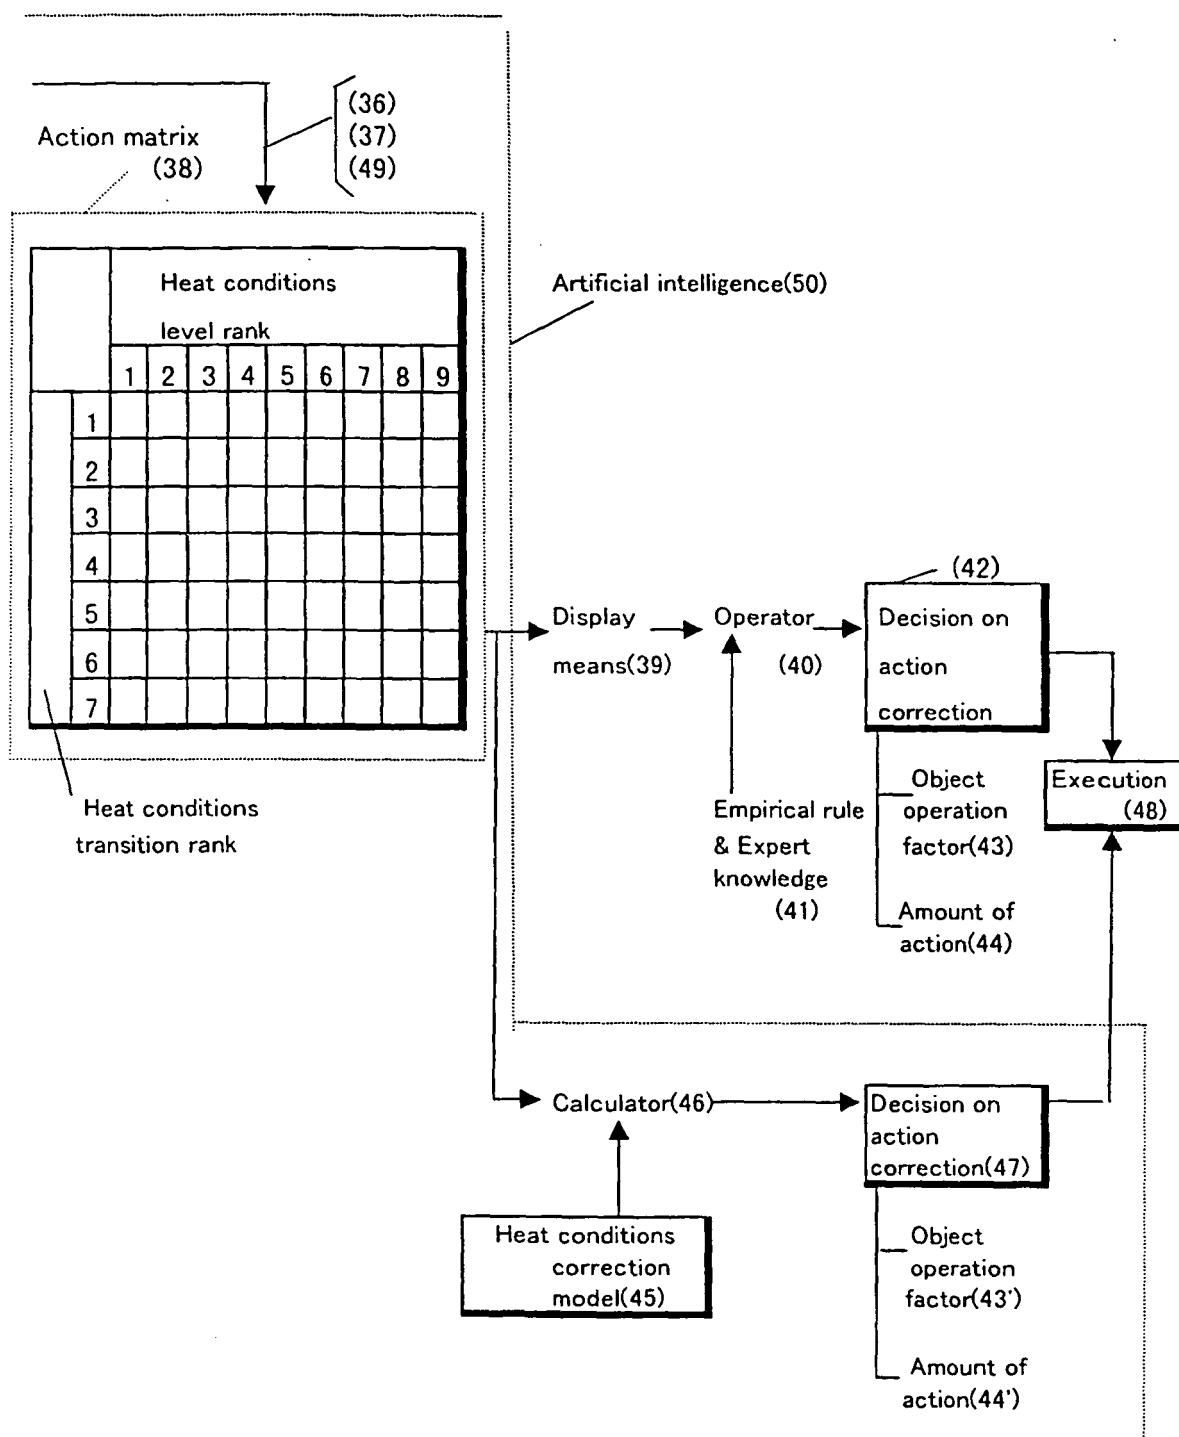 (36)
(37)
(49)
Action matrix
(38)
Heat conditions
level rank
1 2 3 4 5 6 7 8 9
1
2
3
4
5
6
7
Heat conditions
transition rank
Artificial intelligence(50)
Display
means(39)
Operator
(40)
(42)
Decision on
action
correction
Empirical rule
& Expert
knowledge
(41)
Object
operation
factor(43)
Amount of
action(44)
Execution
(48)
Calculator(46)
Decision on
action
correction(47)
Heat conditions
correction
model(45)
Object
operation
factor(43')
Amount of
action(44')